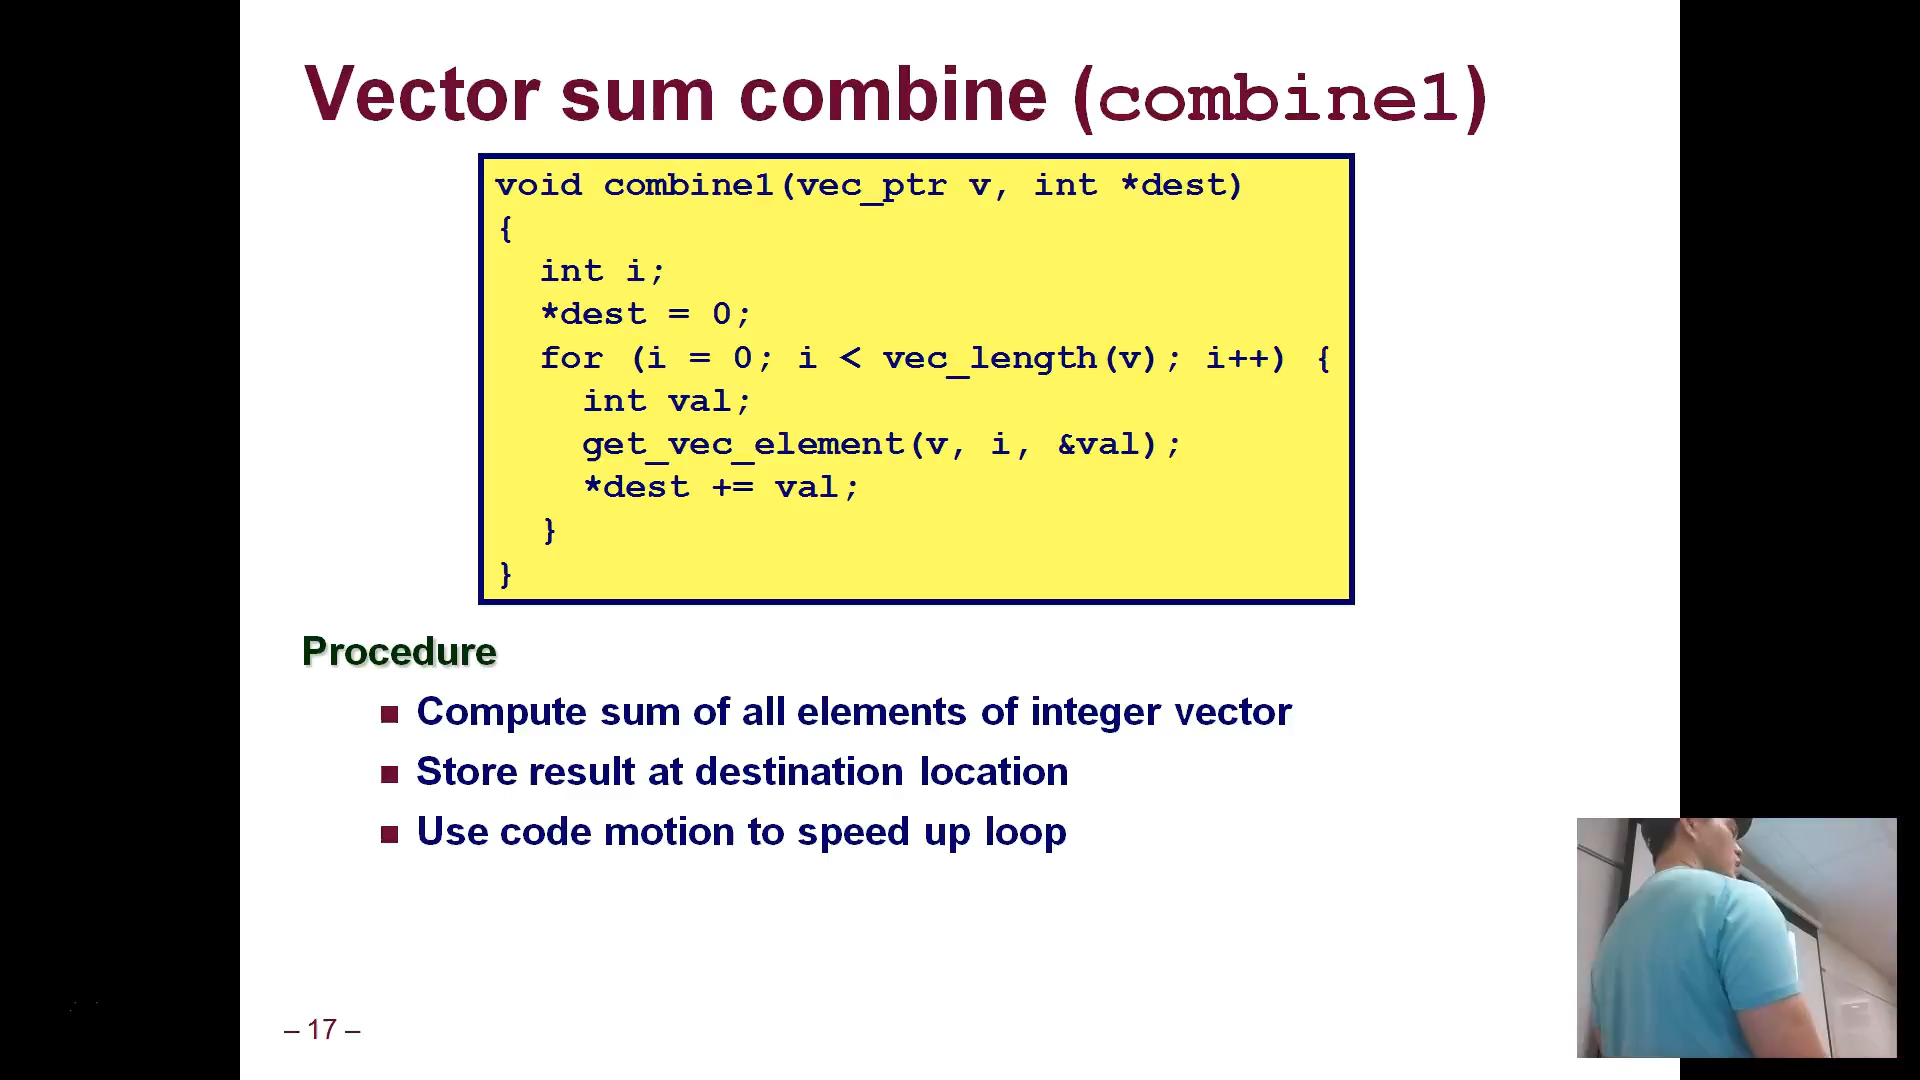 Vector sum combine (combine1)
void combine1(vec_ptr v, int *dest)
{
  int i;
  *dest = 0;
  for (i = 0; i < vec_length(v); i++) {
    int val;
    get_vec_element(v, i, &val);
    *dest += val;
  }
}
Procedure
■ Compute sum of all elements of integer vector
■ Store result at destination location
■ Use code motion to speed up loop
– 17 –